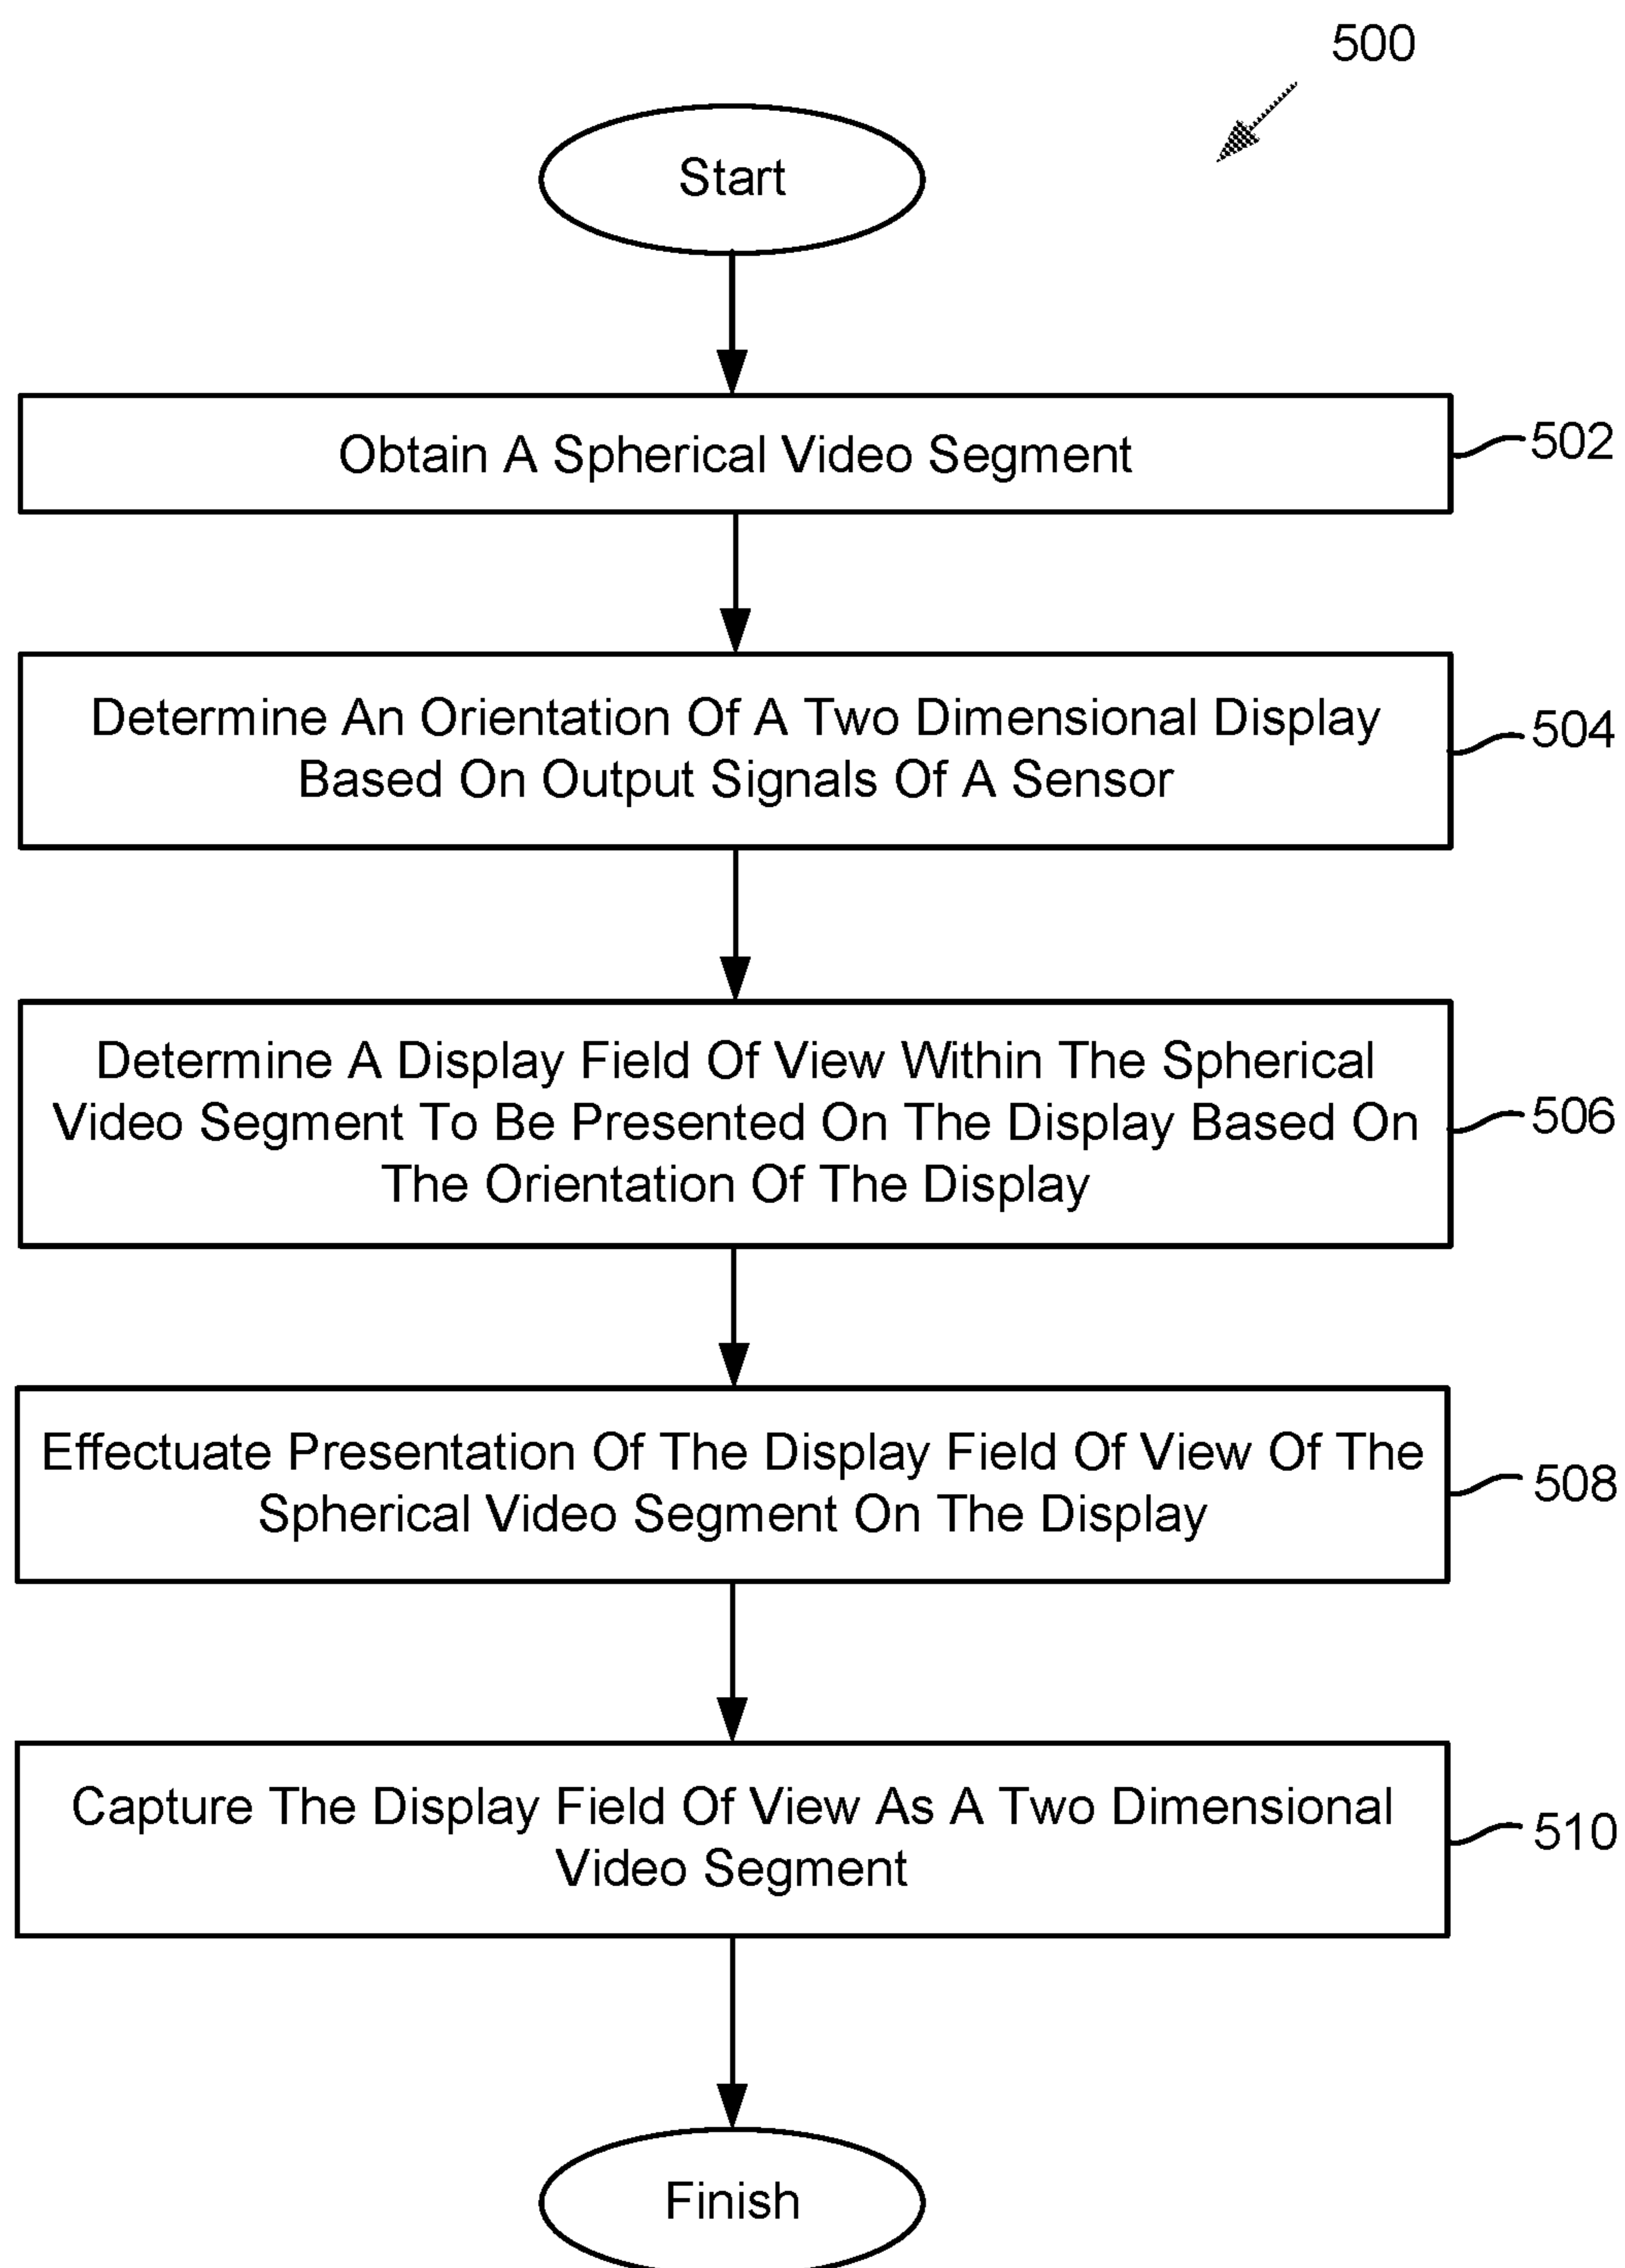 500
Start
Obtain A Spherical Video Segment
502
Determine An Orientation Of A Two Dimensional Display
Based On Output Signals Of A Sensor
504
Determine A Display Field Of View Within The Spherical
Video Segment To Be Presented On The Display Based On
The Orientation Of The Display
506
Effectuate Presentation Of The Display Field Of View Of The
Spherical Video Segment On The Display
508
Capture The Display Field Of View As A Two Dimensional
Video Segment
510
Finish